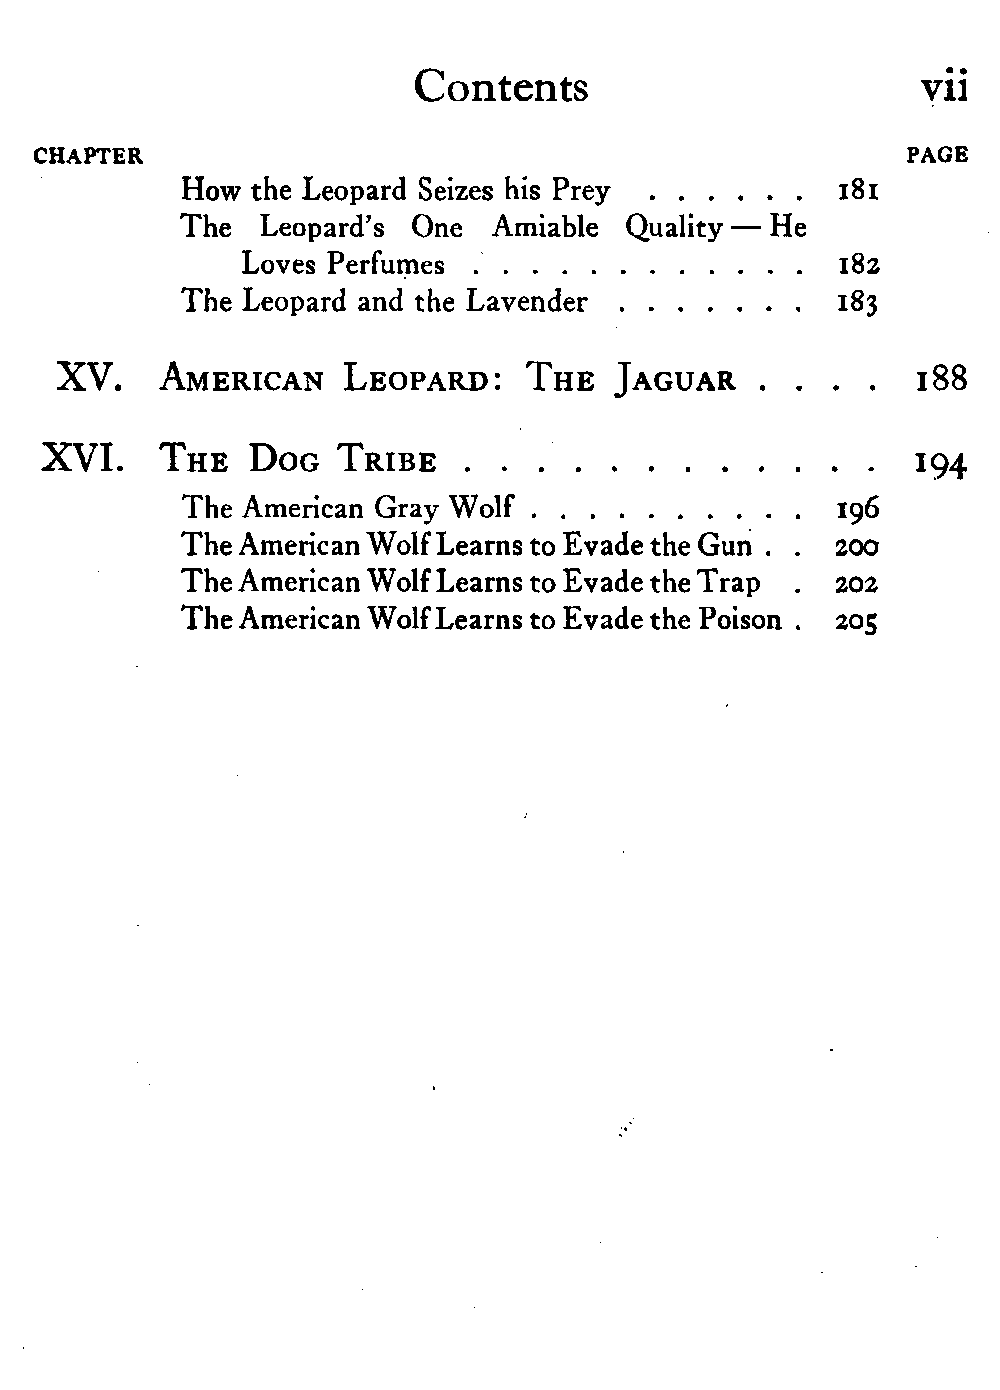 Contents vii
CHAPTER PAGE
How the Leopard Seizes his Prey . . . . . . 181
The Leopard's One Amiable Quality — He
Loves Perfumes . . . . . . . . . . . . 182
The Leopard and the Lavender . . . . . . . 183
XV. American Leopard: The Jaguar . . . . 188
XVI. The Dog Tribe . . . . . . . . . . . . 194
The American Gray Wolf . . . . . . . . . . 196
The American Wolf Learns to Evade the Gun . . 200
The American Wolf Learns to Evade the Trap . 202
The American Wolf Learns to Evade the Poison . 205